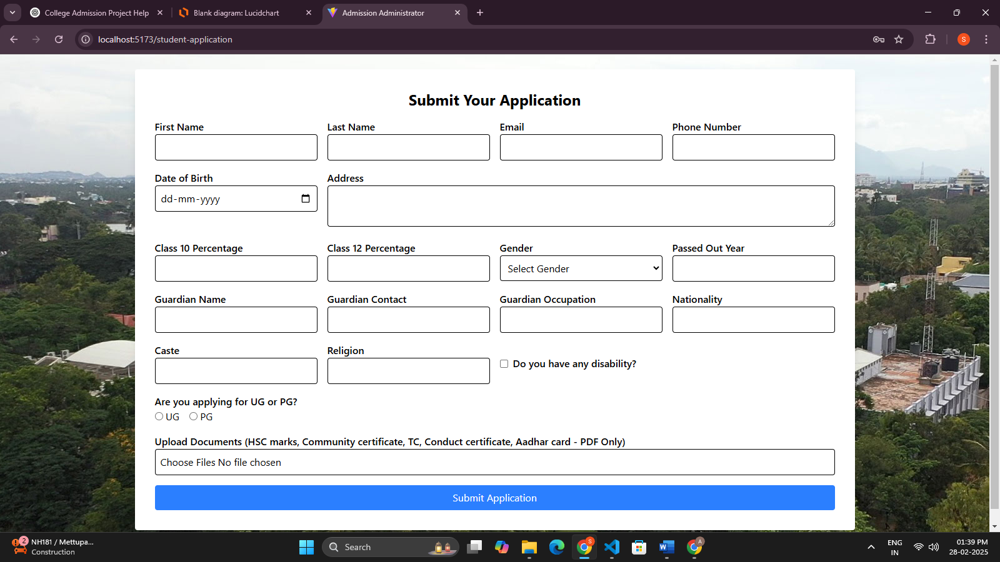 College Admission Project Help
Blank diagram: Lucidchart
Admission Administrator
localhost:5173/student-application
S
Submit Your Application
First Name Last Name Email Phone Number
Date of Birth Address
dd-mm-yyyy
Class 10 Percentage Class 12 Percentage Gender Passed Out Year
Select Gender
Guardian Name Guardian Contact Guardian Occupation Nationality
Caste Religion
Do you have any disability?
Are you applying for UG or PG?
UG PG
Upload Documents (HSC marks, Community certificate, TC, Conduct certificate, Aadhar card - PDF Only)
Choose Files No file chosen
Submit Application
2
NH181 / Mettupa...
Construction
Search
S
W
A
ENG
IN
01:39 PM
28-02-2025